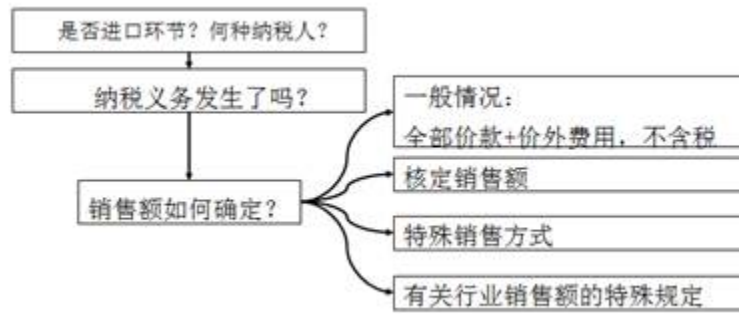 是否进口环节？何种纳税人？
纳税义务发生了吗？
销售额如何确定？
一般情况：
全部价款+价外费用，不含税
核定销售额
特殊销售方式
有关行业销售额的特殊规定